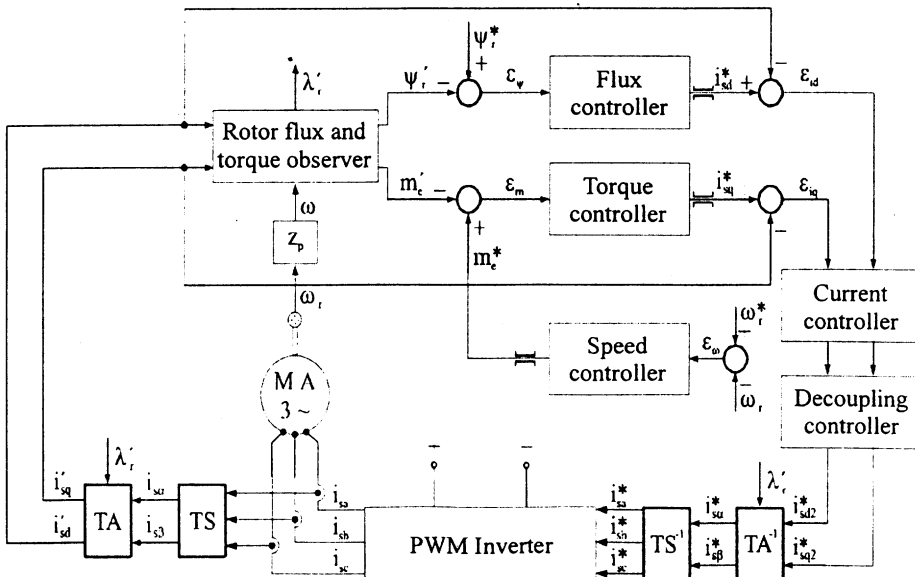 ψr*
λ'r
ψ'r − + εψ Flux controller i*sd + − εid
Rotor flux and torque observer
m'e − + εm Torque controller i*sq − εiq
ω
zp
m*e
ωr
Current controller
ω*r
Speed controller εω − −
ωr
M A
3 ~
Decoupling controller
λ'r
+ −
λ'r
i'sq TA isα TS isa
i'sd is3 isb
isc
PWM Inverter
i*sa TS⁻¹ i*sα TA⁻¹ i*sd2
i*sb
i*sc i*sβ i*sq2